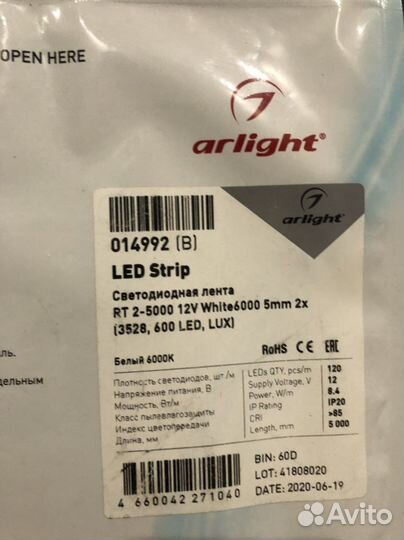 OPEN HERE
arlight®
arlight®
014992 (B)
LED Strip
Светодиодная лента
RT 2-5000 12V White6000 5mm 2x
(3528, 600 LED, LUX)
Белый 6000K
RoHS CE EAC
Плотность светодиодов, шт./м LEDs QTY, pcs/m 120
Напряжение питания, В Supply Voltage, V 12
Мощность, Вт/м Power, W/m 8.4
Класс пылевлагозащиты IP Rating IP20
Индекс цветопередачи CRI >85
Длина, мм Length, mm 5 000
ль.
дельным
4 660042 271040
BIN: 60D
LOT: 41808020
DATE: 2020-06-19
Avito